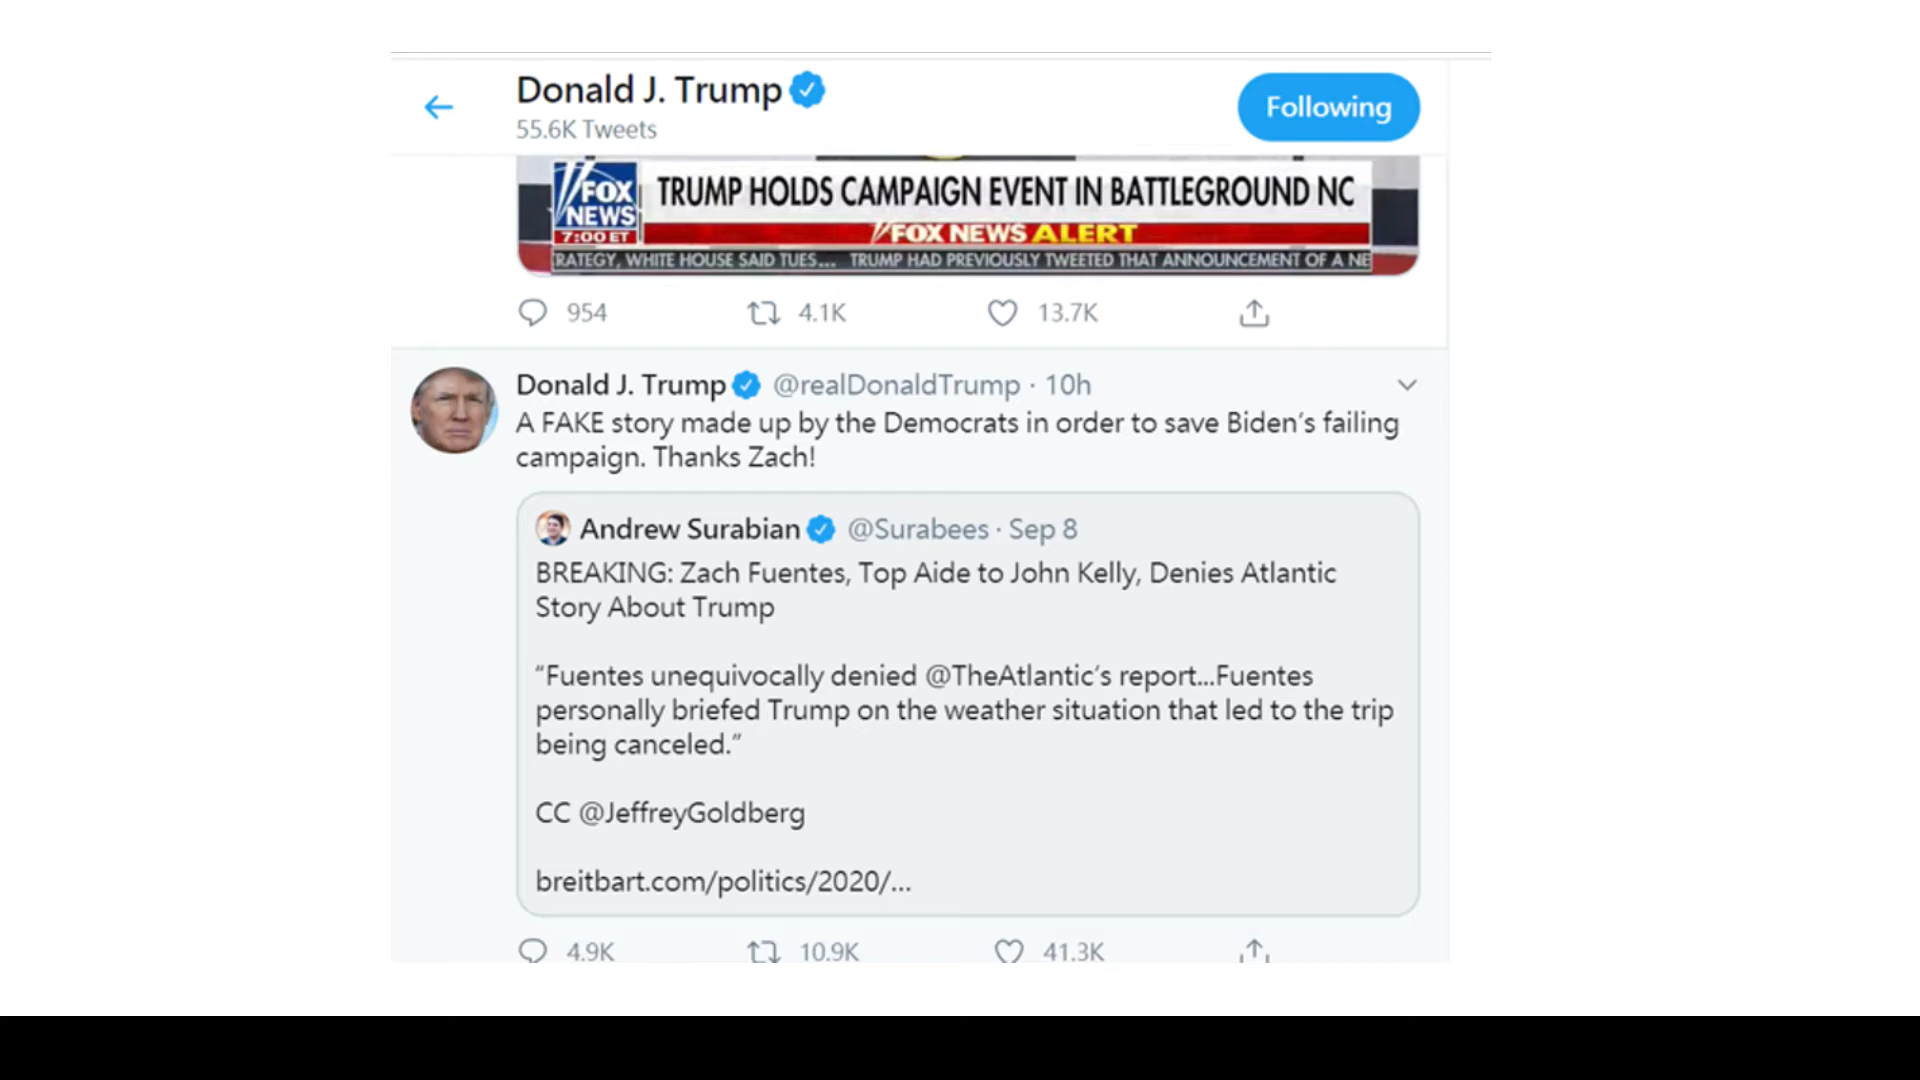 Donald J. Trump
55.6K Tweets
Following
FOX
NEWS
7:00 ET
TRUMP HOLDS CAMPAIGN EVENT IN BATTLEGROUND NC
FOX NEWS ALERT
RATEGY, WHITE HOUSE SAID TUES... TRUMP HAD PREVIOUSLY TWEETED THAT ANNOUNCEMENT OF A NE
954 4.1K 13.7K
Donald J. Trump @realDonaldTrump · 10h
A FAKE story made up by the Democrats in order to save Biden’s failing
campaign. Thanks Zach!
Andrew Surabian @Surabees · Sep 8
BREAKING: Zach Fuentes, Top Aide to John Kelly, Denies Atlantic
Story About Trump
“Fuentes unequivocally denied @TheAtlantic’s report...Fuentes
personally briefed Trump on the weather situation that led to the trip
being canceled.”
CC @JeffreyGoldberg
breitbart.com/politics/2020/...
4.9K 10.9K 41.3K